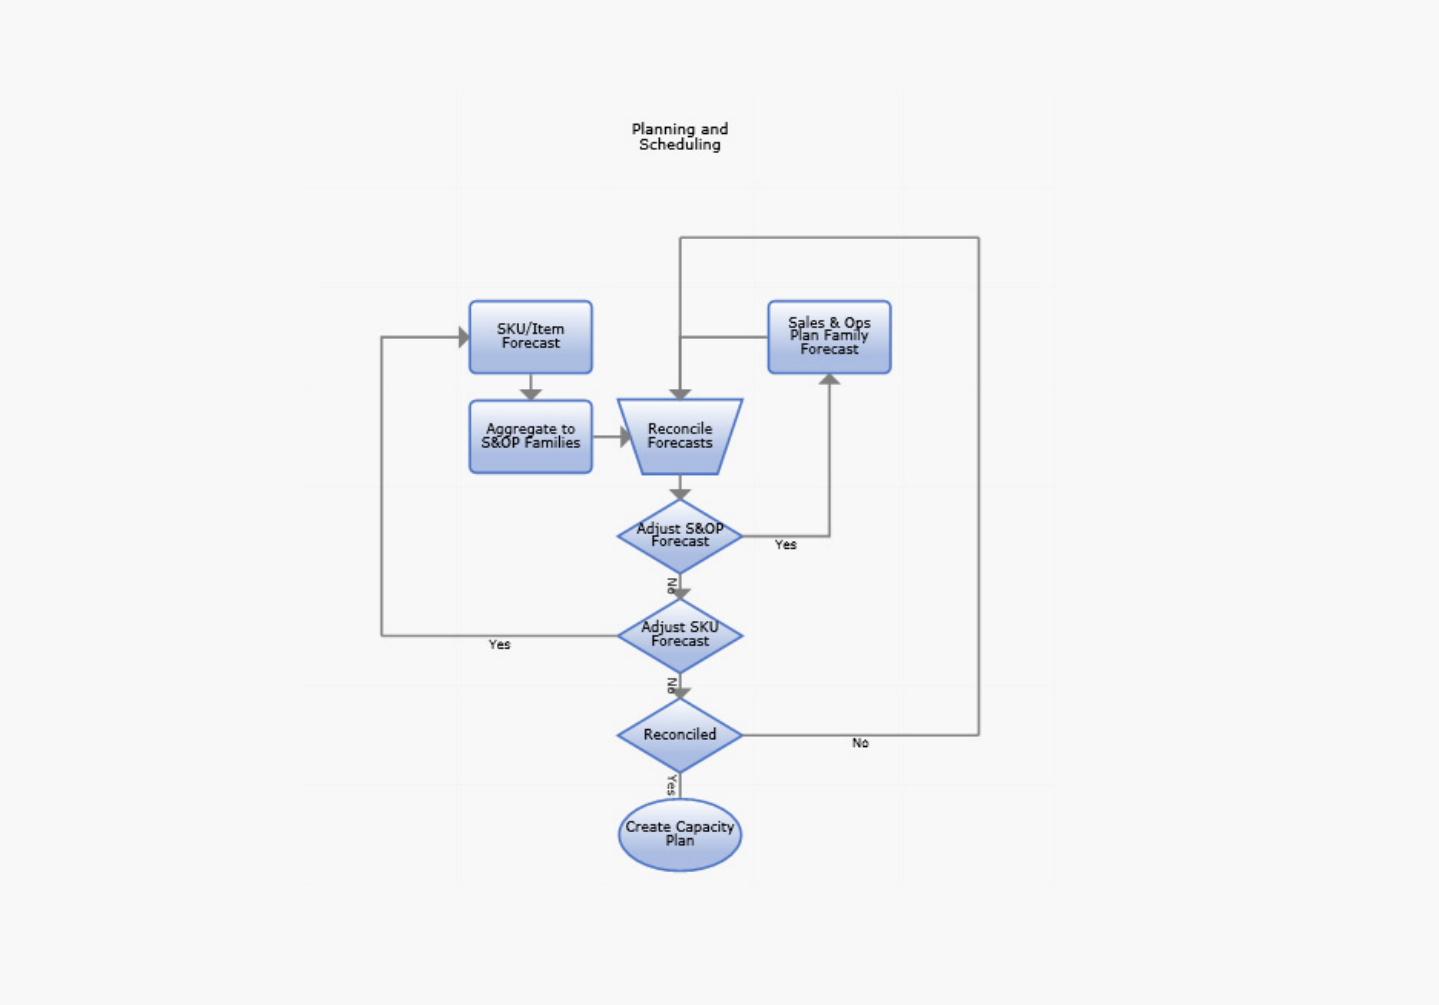 Planning and
Scheduling
SKU/Item
Forecast
Sales & Ops
Plan Family
Forecast
Aggregate to
S&OP Families
Reconcile
Forecasts
Adjust S&OP
Forecast
Yes
No
Adjust SKU
Forecast
Yes
No
Reconciled
No
Yes
Create Capacity
Plan